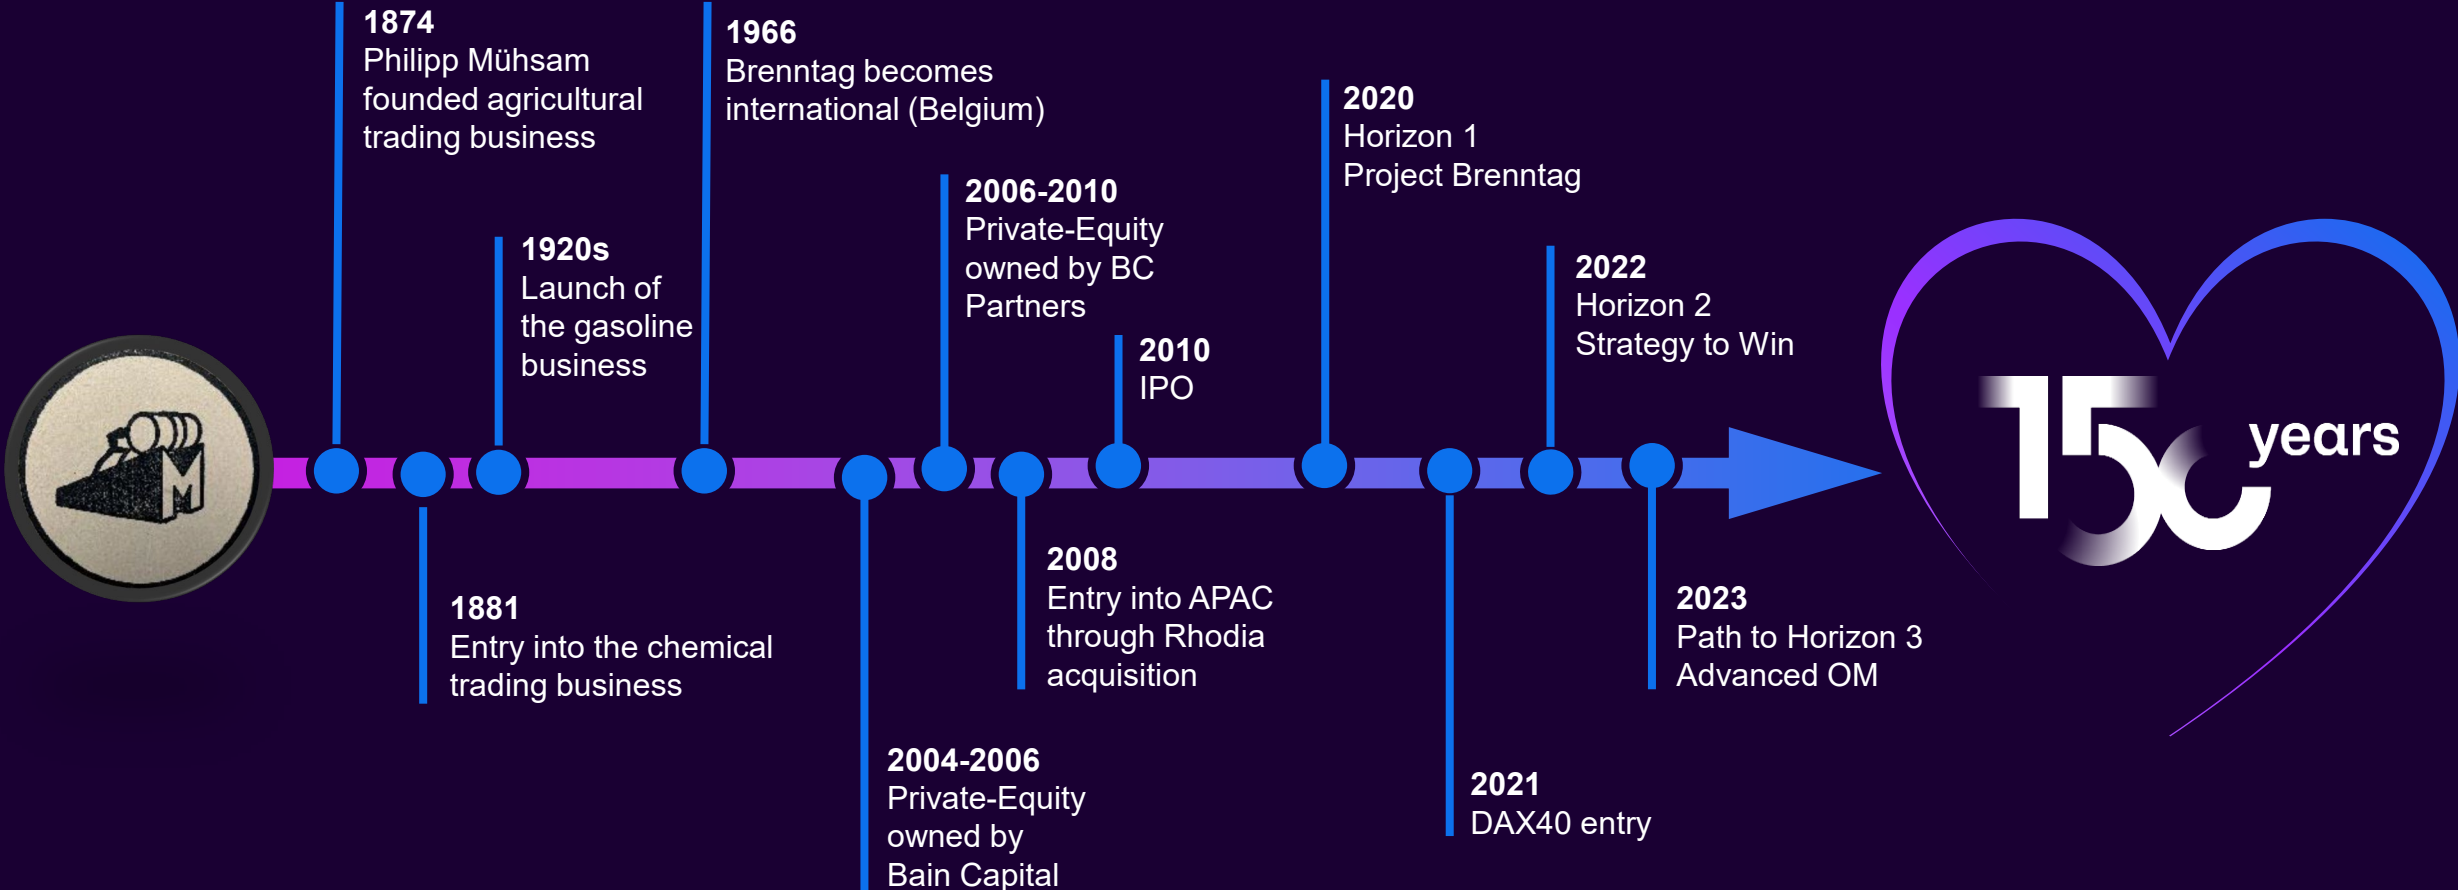 1874
Philipp Mühsam
founded agricultural
trading business
1966
Brenntag becomes
international (Belgium)
2020
Horizon 1
Project Brenntag
2006-2010
Private-Equity
owned by BC
Partners
1920s
Launch of
the gasoline
business
2022
Horizon 2
Strategy to Win
2010
IPO
M
150 years
2008
Entry into APAC
through Rhodia
acquisition
1881
Entry into the chemical
trading business
2023
Path to Horizon 3
Advanced OM
2004-2006
Private-Equity
owned by
Bain Capital
2021
DAX40 entry